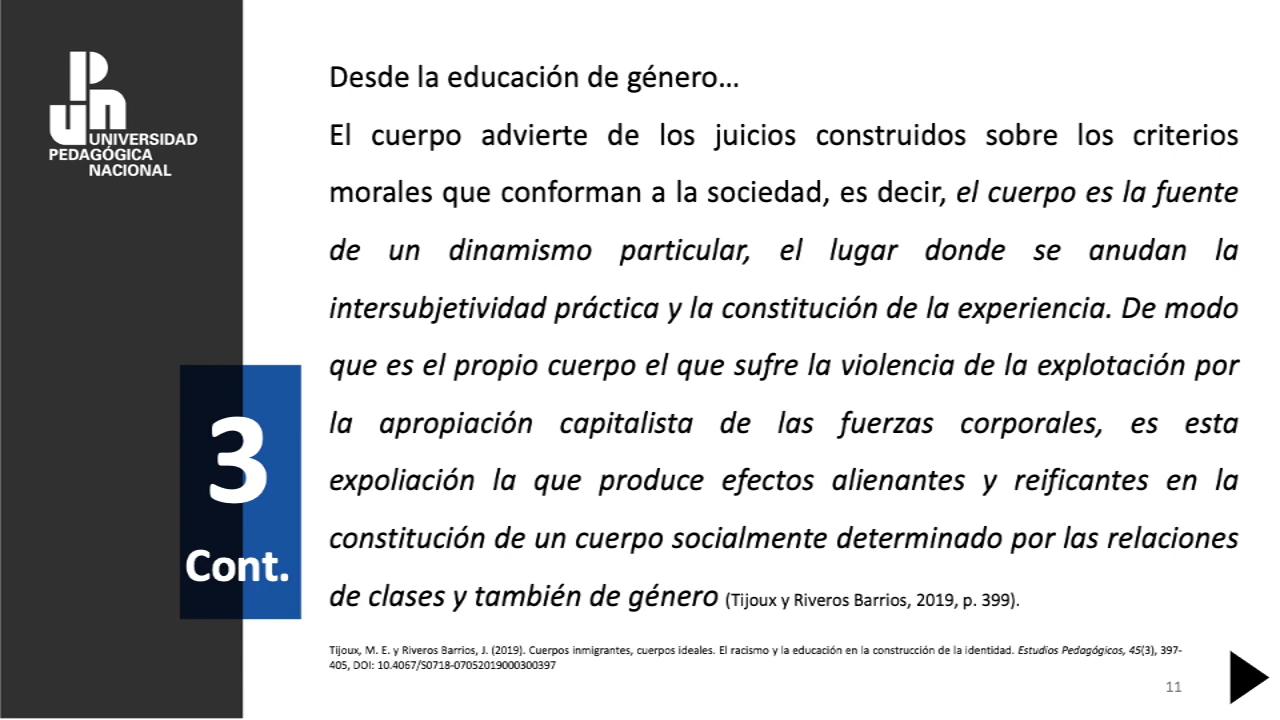 UNIVERSIDAD
PEDAGÓGICA
NACIONAL
3
Cont.
Desde la educación de género...
El cuerpo advierte de los juicios construidos sobre los criterios
morales que conforman a la sociedad, es decir, el cuerpo es la fuente
de un dinamismo particular, el lugar donde se anudan la
intersubjetividad práctica y la constitución de la experiencia. De modo
que es el propio cuerpo el que sufre la violencia de la explotación por
la apropiación capitalista de las fuerzas corporales, es esta
expoliación la que produce efectos alienantes y reificantes en la
constitución de un cuerpo socialmente determinado por las relaciones
de clases y también de género (Tijoux y Riveros Barrios, 2019, p. 399).
Tijoux, M. E. y Riveros Barrios, J. (2019). Cuerpos inmigrantes, cuerpos ideales. El racismo y la educación en la construcción de la identidad. Estudios Pedagógicos, 45(3), 397-
405, DOI: 10.4067/S0718-07052019000300397
11